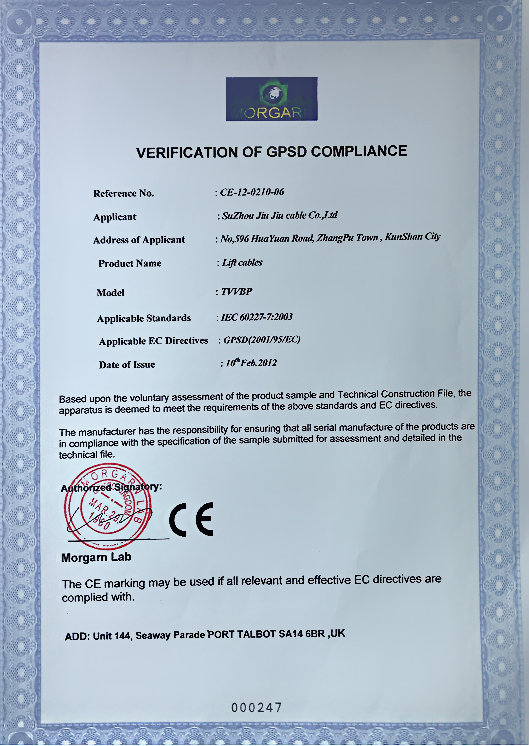 MORGAR
VERIFICATION OF GPSD COMPLIANCE
Reference No. : CE-12-0210-06
Applicant : SuZhou Jiu Jiu cable Co.,Ltd
Address of Applicant : No,596 HuaYuan Road, ZhangPu Town , KunShan City
Product Name : Lift cables
Model : TVVBP
Applicable Standards : IEC 60227-7:2003
Applicable EC Directives : GPSD(2001/95/EC)
Date of Issue : 10th Feb.2012
Based upon the voluntary assessment of the product sample and Technical Construction File, the
apparatus is deemed to meet the requirements of the above standards and EC directives.
The manufacturer has the responsibility for ensuring that all serial manufacture of the products are
in compliance with the specification of the sample submitted for assessment and detailed in the
technical file.
Authorized Signatory:
CE
Morgarn Lab
The CE marking may be used if all relevant and effective EC directives are
complied with.
ADD: Unit 144, Seaway Parade PORT TALBOT SA14 6BR ,UK
000247